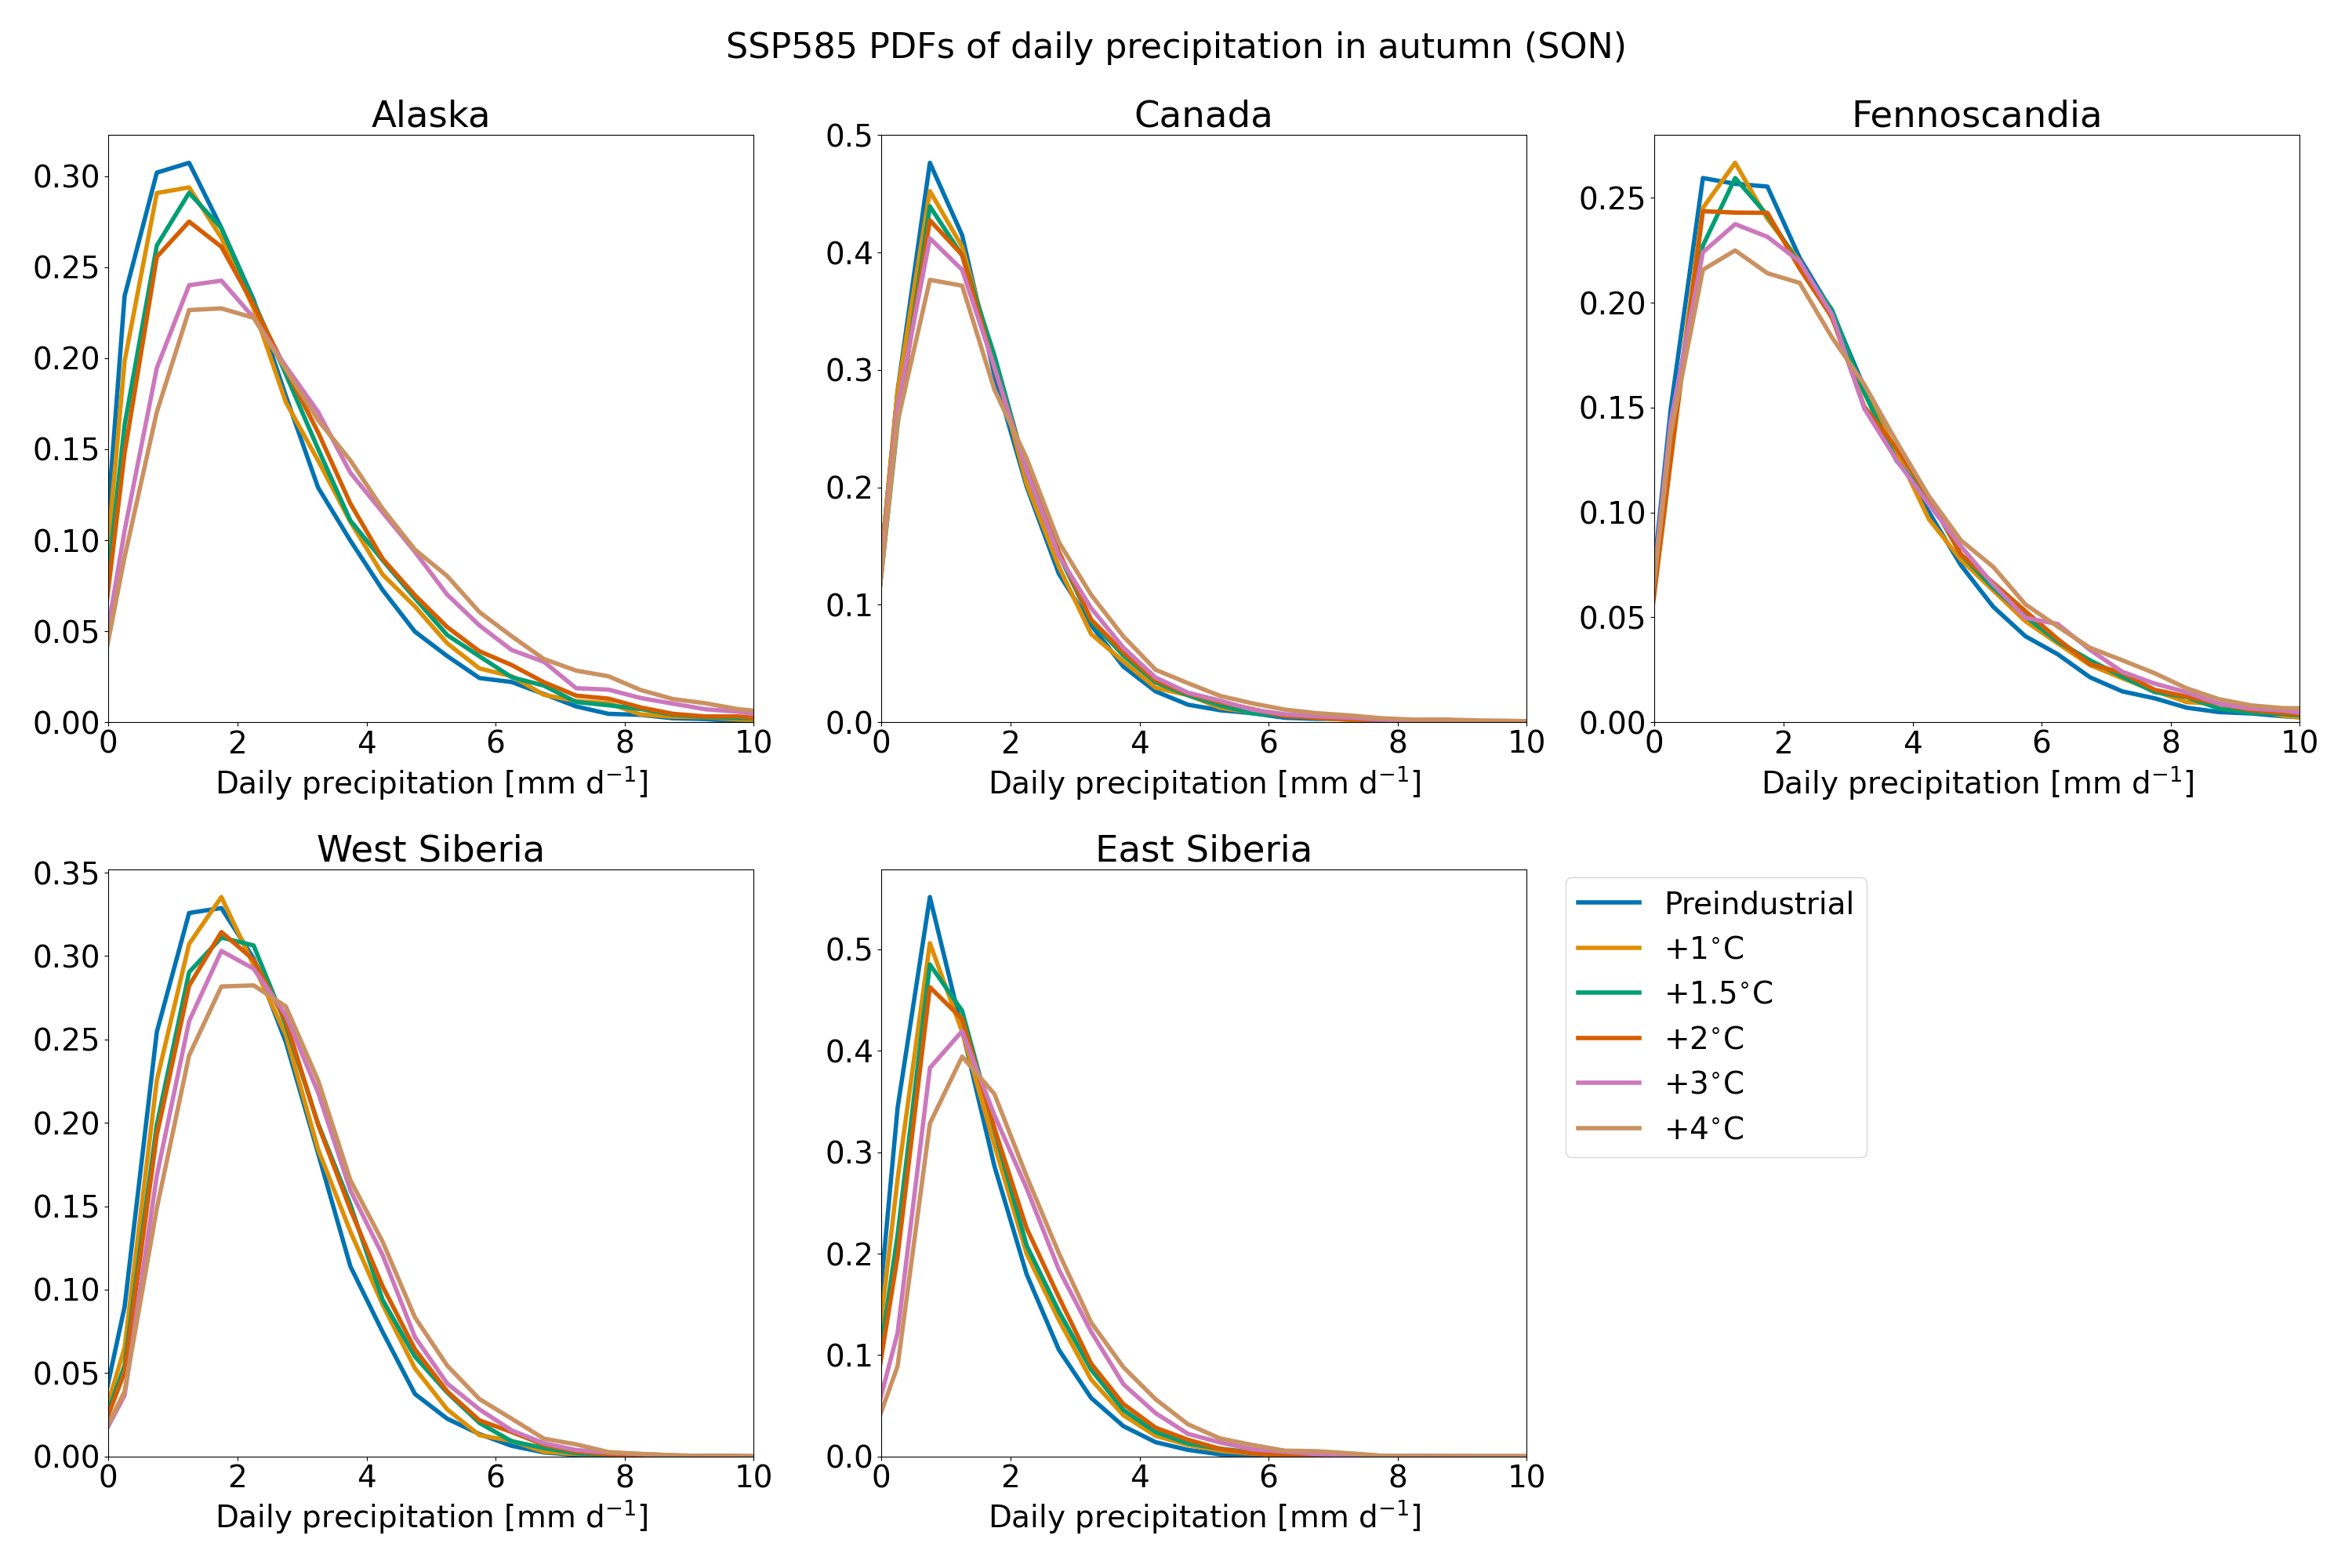 SSP585 PDFs of daily precipitation in autumn (SON)
Alaska
0.30
0.25
0.20
0.15
0.10
0.05
0.00
0 2 4 6 8 10
Daily precipitation [mm d⁻¹]
Canada
0.5
0.4
0.3
0.2
0.1
0.0
0 2 4 6 8 10
Daily precipitation [mm d⁻¹]
Fennoscandia
0.25
0.20
0.15
0.10
0.05
0.00
0 2 4 6 8 10
Daily precipitation [mm d⁻¹]
West Siberia
0.35
0.30
0.25
0.20
0.15
0.10
0.05
0.00
0 2 4 6 8 10
Daily precipitation [mm d⁻¹]
East Siberia
0.5
0.4
0.3
0.2
0.1
0.0
0 2 4 6 8 10
Daily precipitation [mm d⁻¹]
Preindustrial
+1°C
+1.5°C
+2°C
+3°C
+4°C